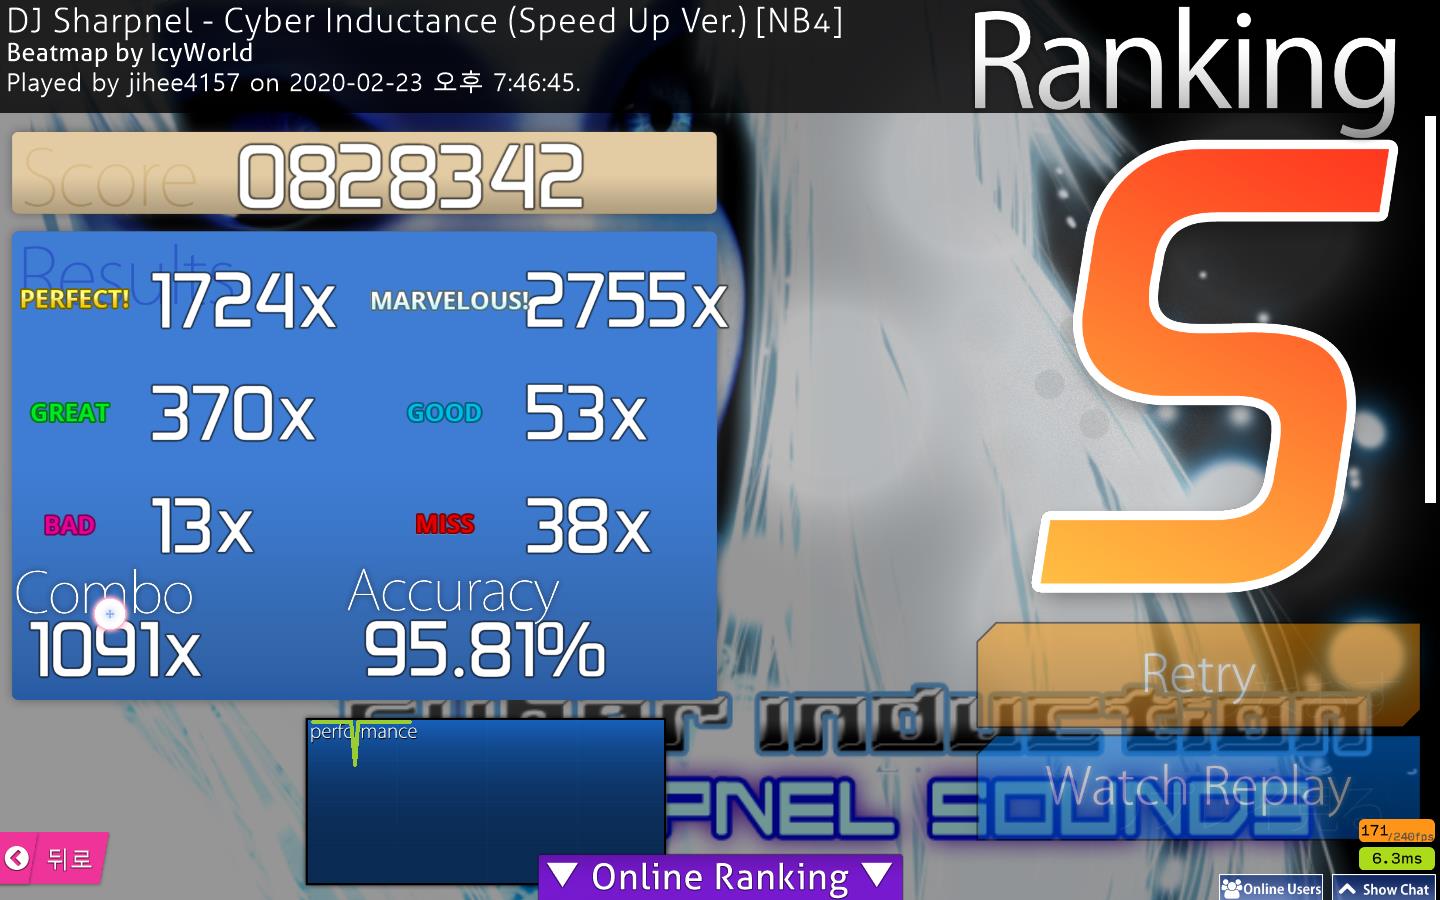 DJ Sharpnel - Cyber Inductance (Speed Up Ver.) [NB4]
Beatmap by IcyWorld
Played by jihee4157 on 2020-02-23 오후 7:46:45.
Ranking
Score 0828342
Results
PERFECT! 1724x MARVELOUS! 2755x
GREAT 370x GOOD 53x
BAD 13x MISS 38x
Combo Accuracy
1091x 95.81%
S
Retry
performance
Watch Replay
PNEL SOUNDS
171/240fps
6.3ms
뒤로
Online Ranking
Online Users Show Chat